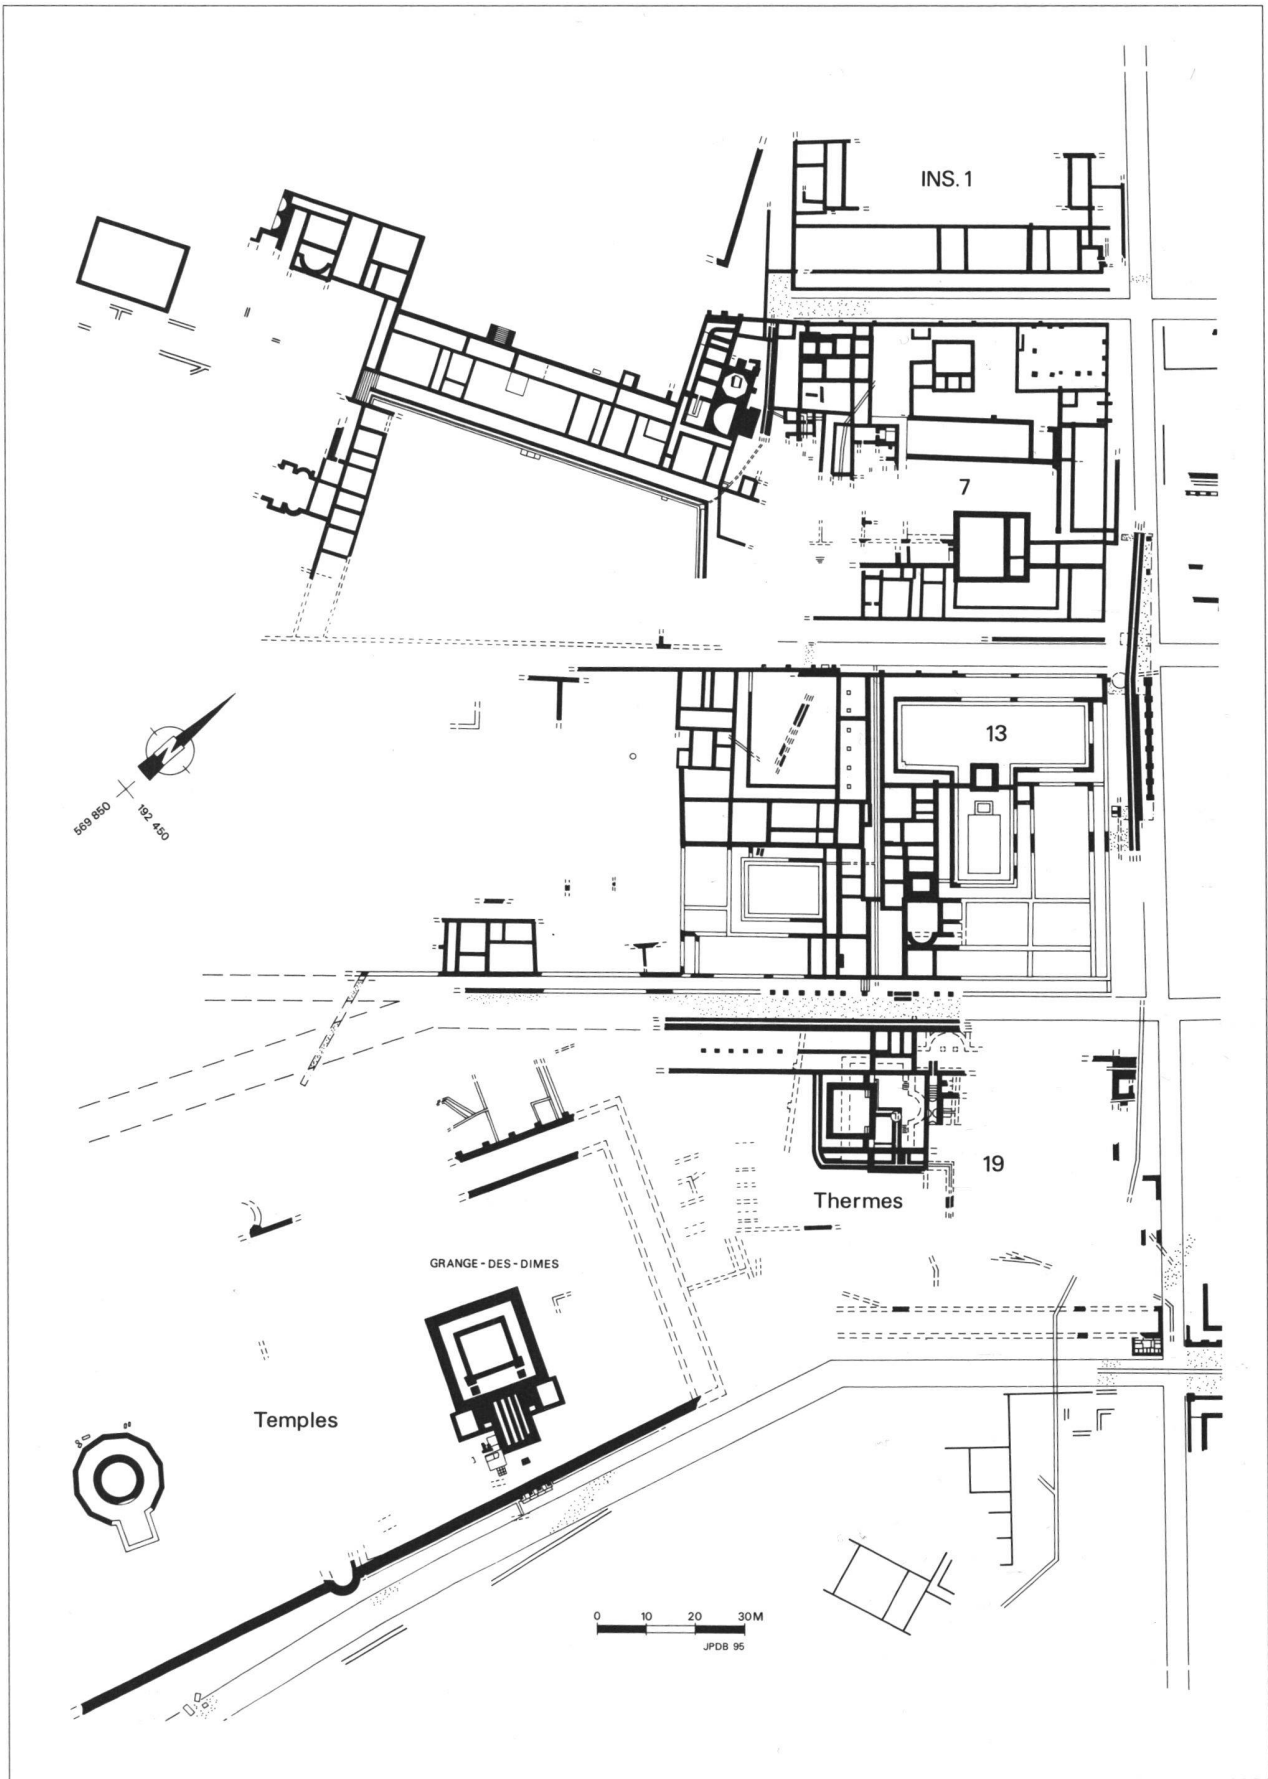 INS. 1
7
13
N
569 850
192 450
19
Thermes
GRANGE-DES-DIMES
Temples
0 10 20 30M
JPDB 95